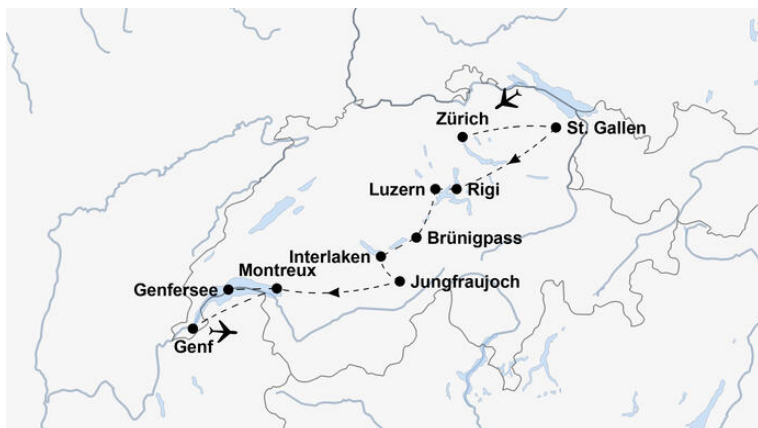 Zürich
St. Gallen
Luzern
Rigi
Brünigpass
Interlaken
Montreux
Genfersee
Jungfraujoch
Genf